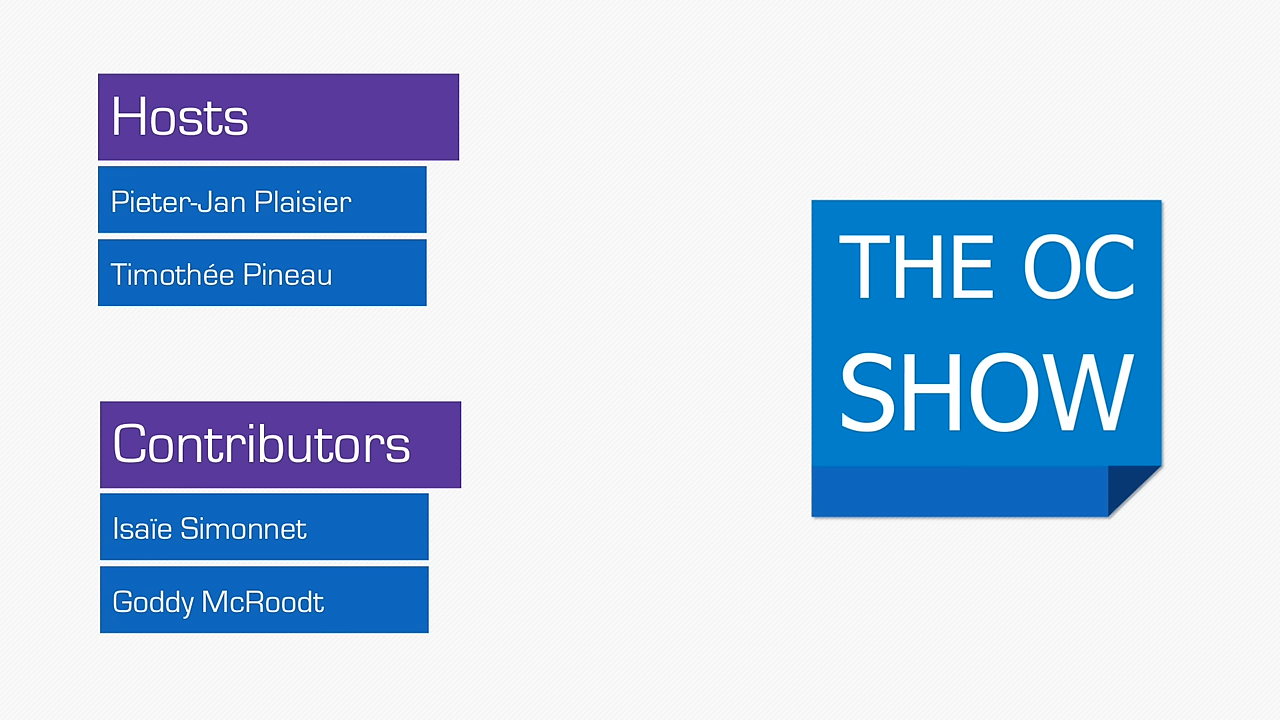 Hosts
Pieter-Jan Plaisier
Timothée Pineau
Contributors
Isaïe Simonnet
Goddy McRoodt
THE OC
SHOW